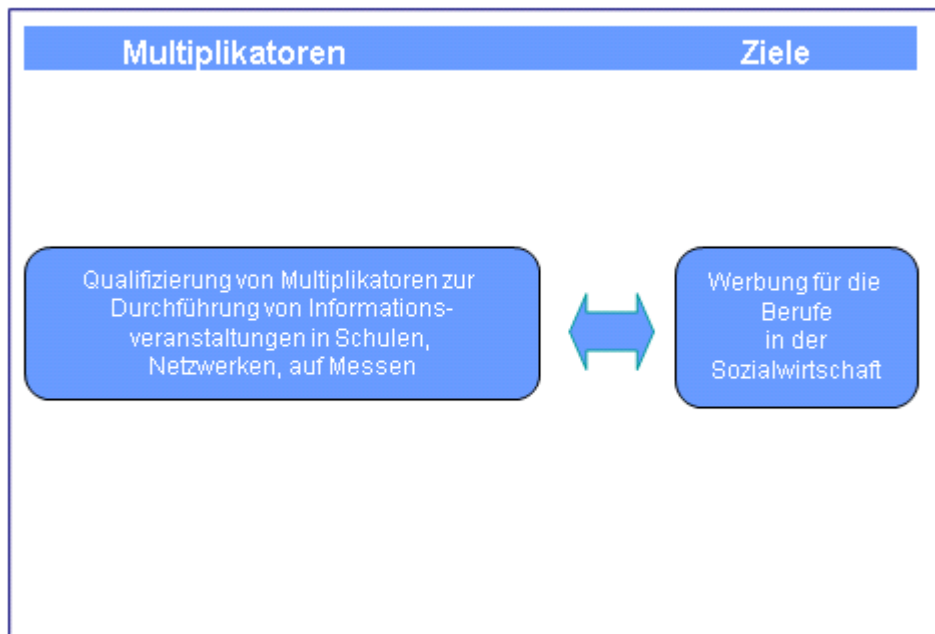 Multiplikatoren Ziele
Qualifizierung von Multiplikatoren zur
Durchführung von Informations-
veranstaltungen in Schulen,
Netzwerken, auf Messen
Werbung für die
Berufe
in der
Sozialwirtschaft